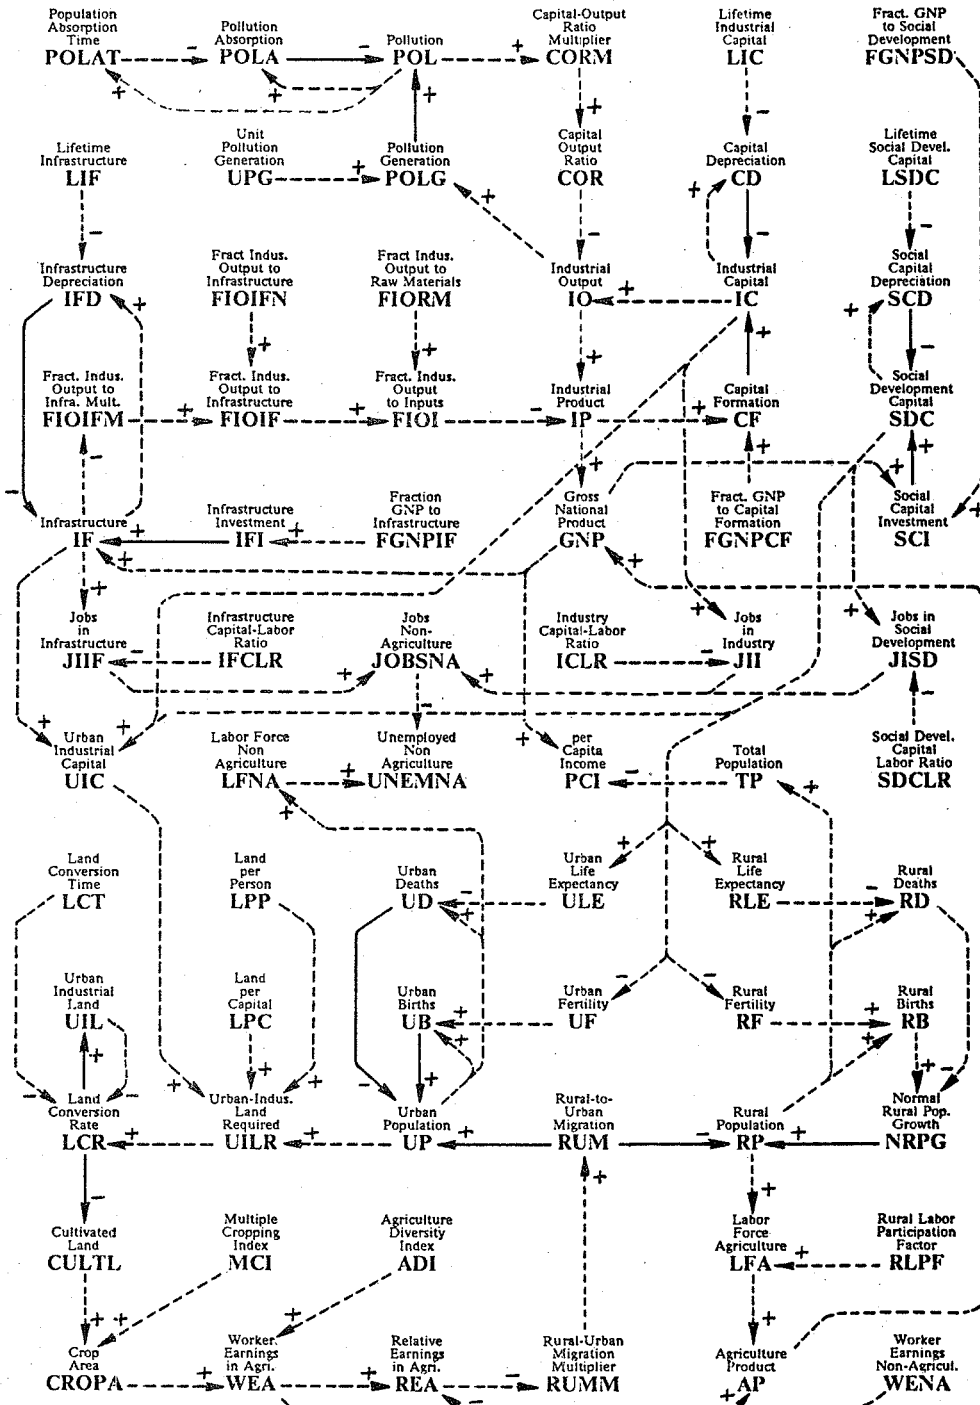 Population
Absorption
Time
POLAT
Pollution
Absorption
POLA
Pollution
POL
Capital-Output
Ratio
Multiplier
CORM
Lifetime
Industrial
Capital
LIC
Fract. GNP
to Social
Development
FGNPSD
Lifetime
Infrastructure
LIF
Unit
Pollution
Generation
UPG
Pollution
Generation
POLG
Capital
Output
Ratio
COR
Capital
Depreciation
CD
Lifetime
Social Devel.
Capital
LSDC
Infrastructure
Depreciation
IFD
Fract Indus.
Output to
Infrastructure
FIOIFN
Fract Indus.
Output to
Raw Materials
FIORM
Industrial
Output
IO
Industrial
Capital
IC
Social
Capital
Depreciation
SCD
Fract Indus.
Output to
Infra. Mult.
FIOIFM
Fract. Indus.
Output to
Infrastructure
FIOIF
Fract. Indus.
Output
to Inputs
FIOI
Industrial
Product
IP
Capital
Formation
CF
Social
Development
Capital
SDC
Infrastructure
IF
Infrastructure
Investment
IFI
Fraction
GNP to
Infrastructure
FGNPIF
Gross
National
Product
GNP
Fract. GNP
to Capital
Formation
FGNPCF
Social
Capital
Investment
SCI
Jobs
in
Infrastructure
JIIF
Infrastructure
Capital-Labor
Ratio
IFCLR
Jobs
Non-
Agriculture
JOBSNA
Industry
Capital-Labor
Ratio
ICLR
Jobs
in
Industry
JII
Jobs in
Social
Development
JISD
Urban
Industrial
Capital
UIC
Labor Force
Non
Agriculture
LFNA
Unemployed
Non
Agriculture
UNEMNA
per
Capita
Income
PCI
Total
Population
TP
Social Devel.
Capital
Labor Ratio
SDCLR
Land
Conversion
Time
LCT
Land
per
Person
LPP
Urban
Deaths
UD
Urban
Life
Expectancy
ULE
Rural
Life
Expectancy
RLE
Rural
Deaths
RD
Urban
Industrial
Land
UIL
Land
per
Capital
LPC
Urban
Births
UB
Urban
Fertility
UF
Rural
Fertility
RF
Rural
Births
RB
Land
Conversion
Rate
LCR
Urban-Indus.
Land
Required
UILR
Urban
Population
UP
Rural-to-
Urban
Migration
RUM
Rural
Population
RP
Normal
Rural Pop.
Growth
NRPG
Cultivated
Land
CULTL
Multiple
Cropping
Index
MCI
Agriculture
Diversity
Index
ADI
Labor
Force
Agriculture
LFA
Rural Labor
Participation
Factor
RLPF
Crop
Area
CROPA
Worker
Earnings
in Agri.
WEA
Relative
Earnings
in Agri.
REA
Rural-Urban
Migration
Multiplier
RUMM
Agriculture
Product
AP
Worker
Earnings
Non-Agricul.
WENA